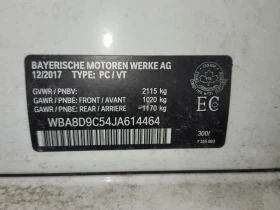 BAYERISCHE MOTOREN WERKE AG
12/2017 TYPE: PC / VT
GVWR / PNBV: 2115 kg
GAWR / PNBE: FRONT / AVANT 1020 kg
GAWR / PNBE: REAR / ARRIERE 1170 kg
WBA8D9C54JA614464
EC
300/